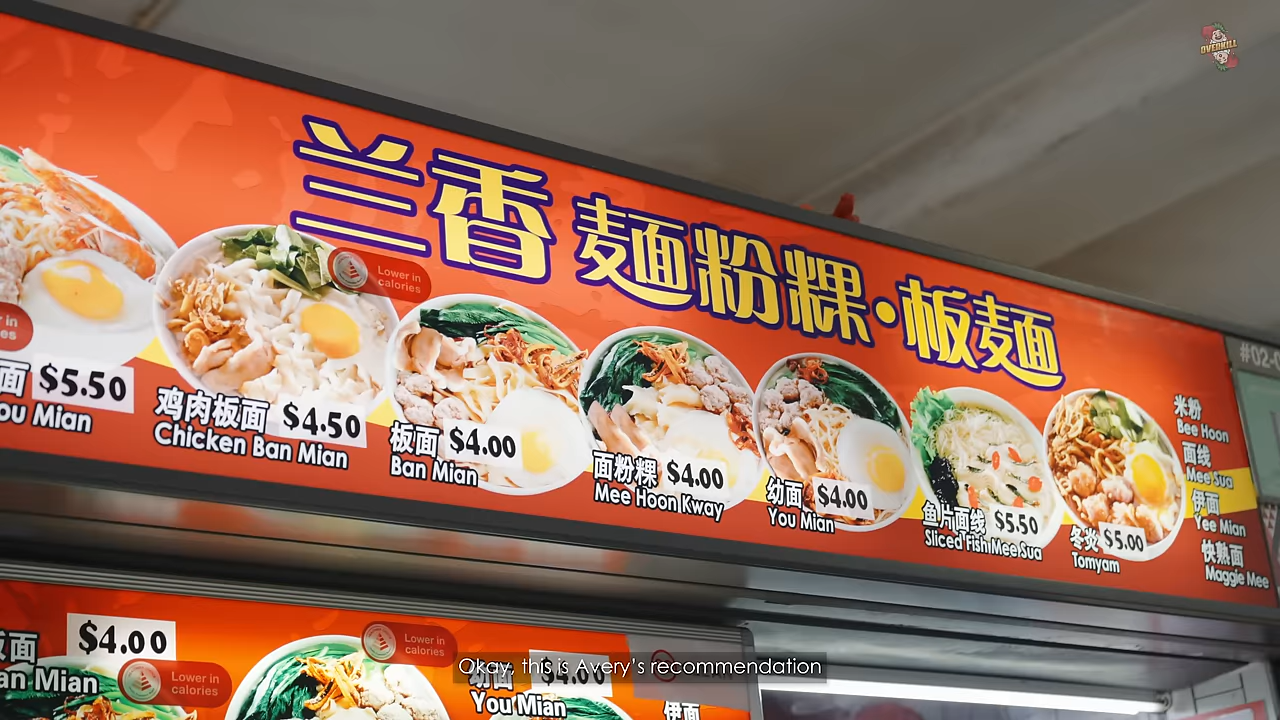 OVERKILL
兰香 麵粉粿·板麵
#02-
Lower in calories
面 $5.50
ou Mian
鸡肉板面 $4.50
Chicken Ban Mian
板面 $4.00
Ban Mian
面粉粿 $4.00
Mee Hoon Kway
幼面 $4.00
You Mian
鱼片面线 $5.50
Sliced Fish Mee Sua
冬炎 $5.00
Tomyam
米粉
Bee Hoon
面线
Mee Sua
伊面
Yee Mian
快熟面
Maggie Mee
$4.00
an Mian
Lower in
calories
Lower in
calories
幼面 $4.00
You Mian
伊面
Okay, this is Avery's recommendation